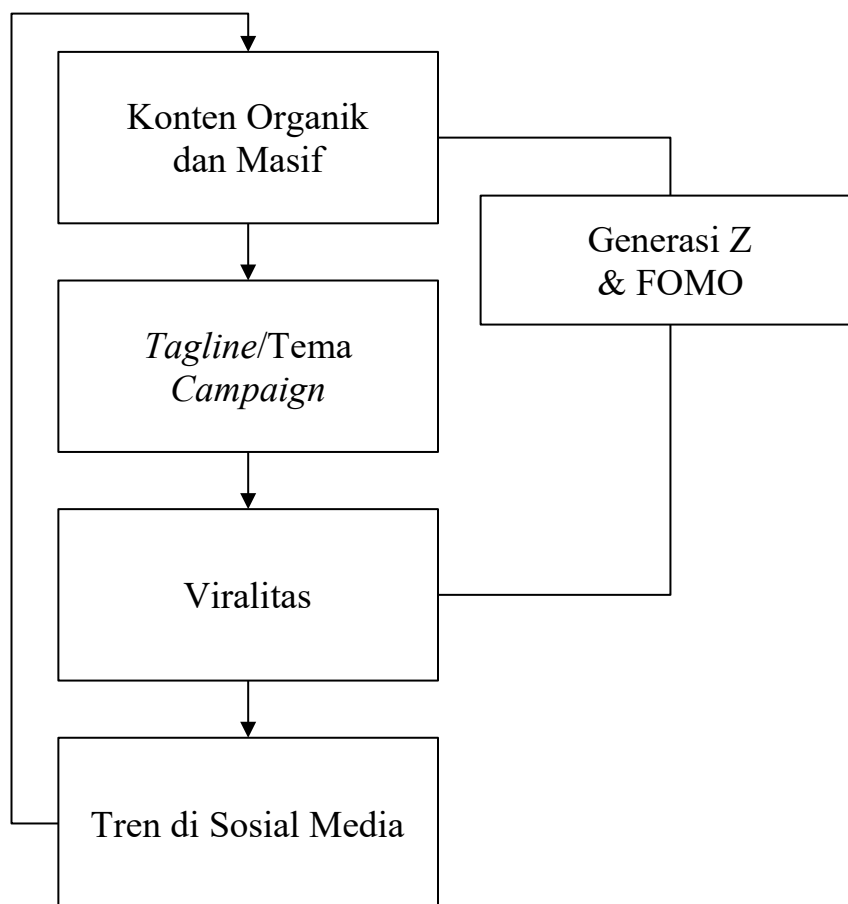 Konten Organik
dan Masif
Generasi Z
& FOMO
Tagline/Tema
Campaign
Viralitas
Tren di Sosial Media